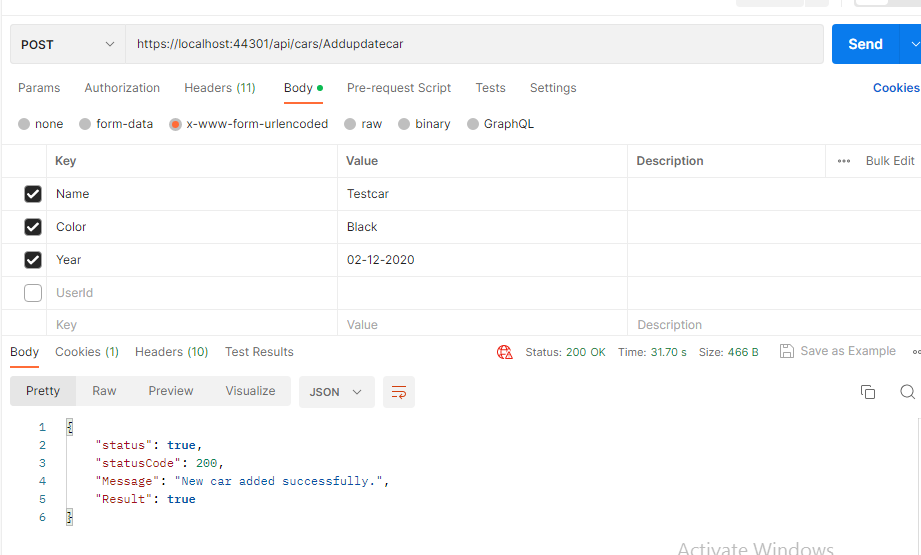 POST https://localhost:44301/api/cars/Addupdatecar Send
Params Authorization Headers (11) Body Pre-request Script Tests Settings Cookies
none form-data x-www-form-urlencoded raw binary GraphQL
Key Value Description ••• Bulk Edit
Name Testcar
Color Black
Year 02-12-2020
UserId
Key Value Description
Body Cookies (1) Headers (10) Test Results Status: 200 OK Time: 31.70 s Size: 466 B Save as Example
Pretty Raw Preview Visualize JSON
1 {
2 "status": true,
3 "statusCode": 200,
4 "Message": "New car added successfully.",
5 "Result": true
6 }
Activate Windows